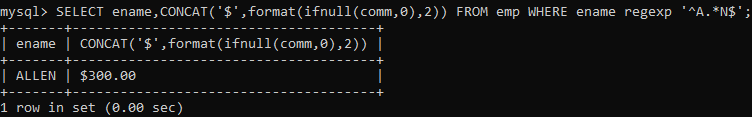 mysql> SELECT ename,CONCAT('$',format(ifnull(comm,0),2)) FROM emp WHERE ename regexp '^A.*N$';
+-------+--------------------------------------+
| ename | CONCAT('$',format(ifnull(comm,0),2)) |
+-------+--------------------------------------+
| ALLEN | $300.00                              |
+-------+--------------------------------------+
1 row in set (0.00 sec)